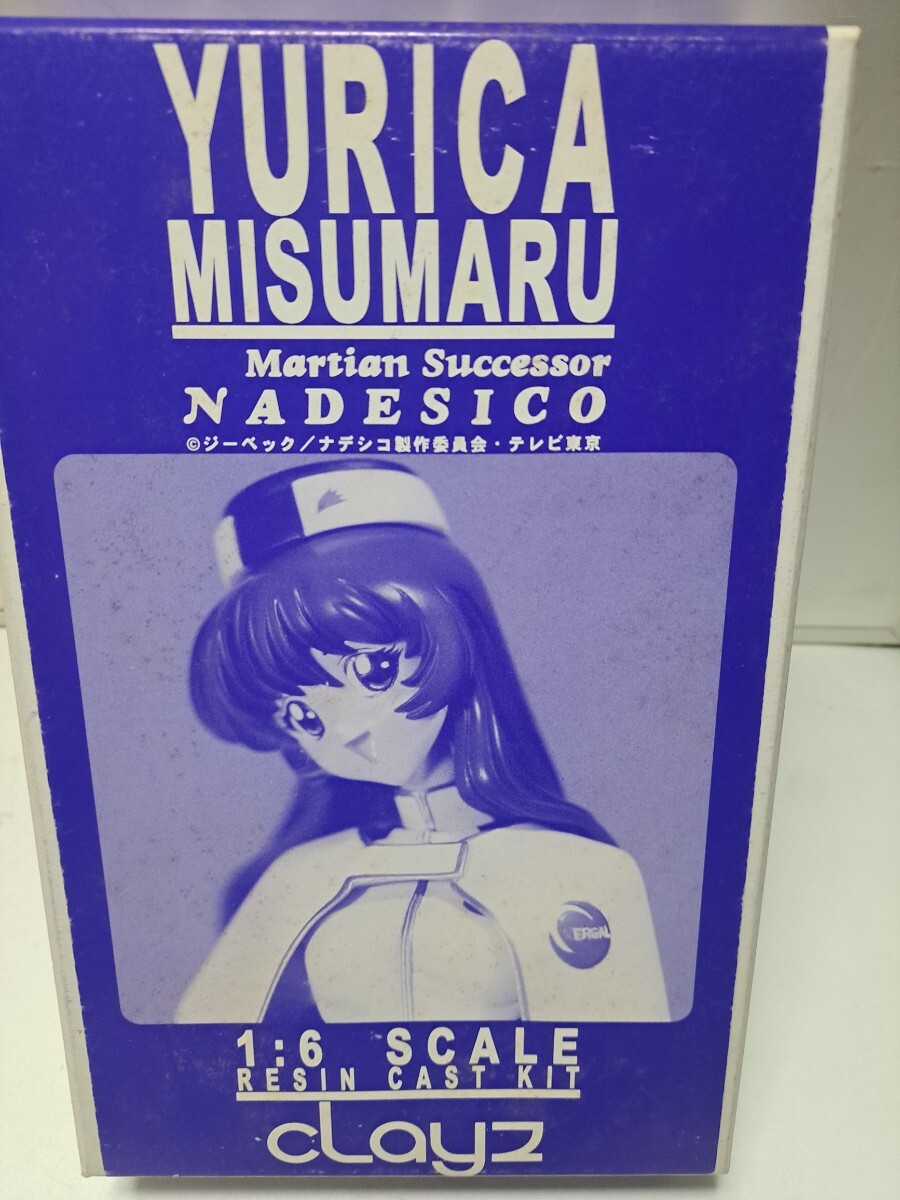 YURICA
MISUMARU
Martian Successor
NADESICO
©ジーベック/ナデシコ製作委員会・テレビ東京
ERGAL
1:6 SCALE
RESIN CAST KIT
clayz